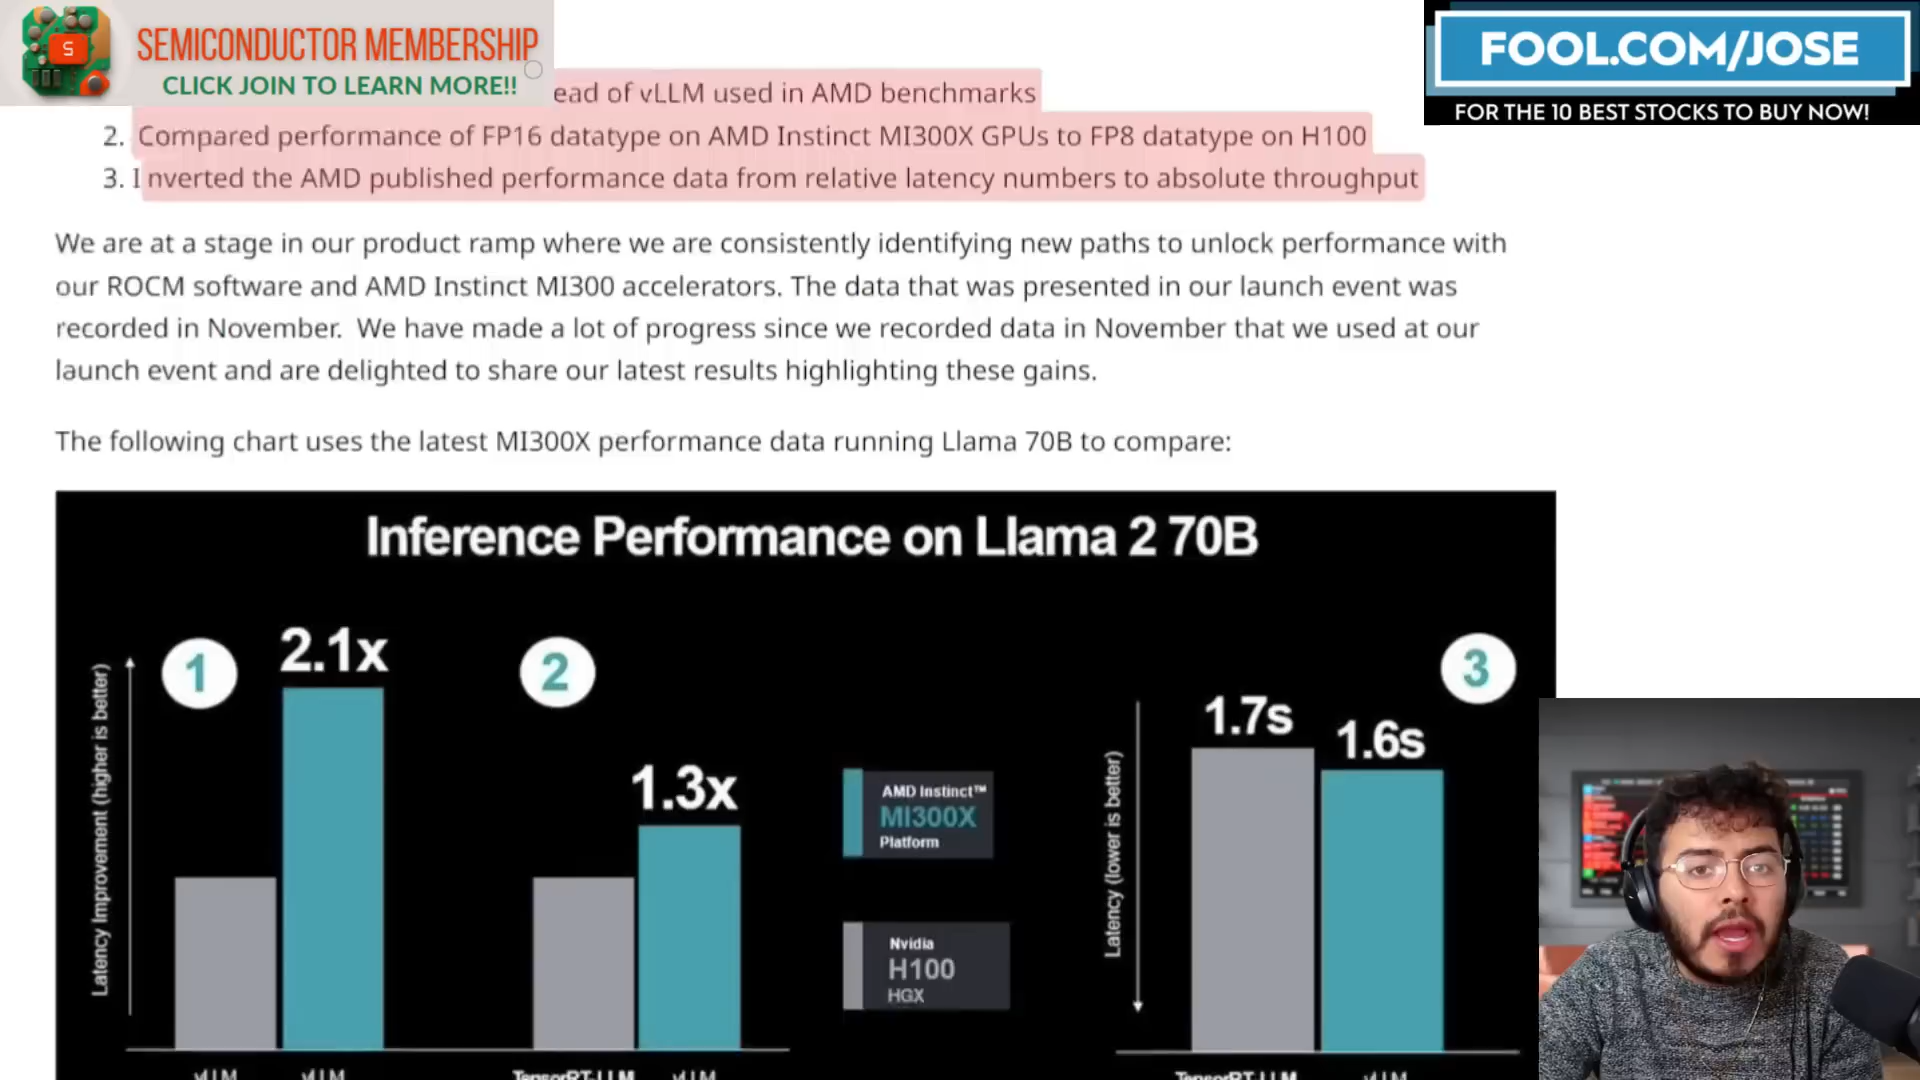 SEMICONDUCTOR MEMBERSHIP
CLICK JOIN TO LEARN MORE!!
S
FOOL.COM/JOSE
FOR THE 10 BEST STOCKS TO BUY NOW!
ead of vLLM used in AMD benchmarks
2. Compared performance of FP16 datatype on AMD Instinct MI300X GPUs to FP8 datatype on H100
3. Inverted the AMD published performance data from relative latency numbers to absolute throughput
We are at a stage in our product ramp where we are consistently identifying new paths to unlock performance with
our ROCM software and AMD Instinct MI300 accelerators. The data that was presented in our launch event was
recorded in November. We have made a lot of progress since we recorded data in November that we used at our
launch event and are delighted to share our latest results highlighting these gains.
The following chart uses the latest MI300X performance data running Llama 70B to compare:
Inference Performance on Llama 2 70B
Latency Improvement (higher is better)
1
2.1x
2
1.3x
AMD Instinct™
MI300X
Platform
Nvidia
H100
HGX
Latency (lower is better)
1.7s
1.6s
3
vLLM
vLLM
TensorRT-LLM
vLLM
TensorRT-LLM
vLLM